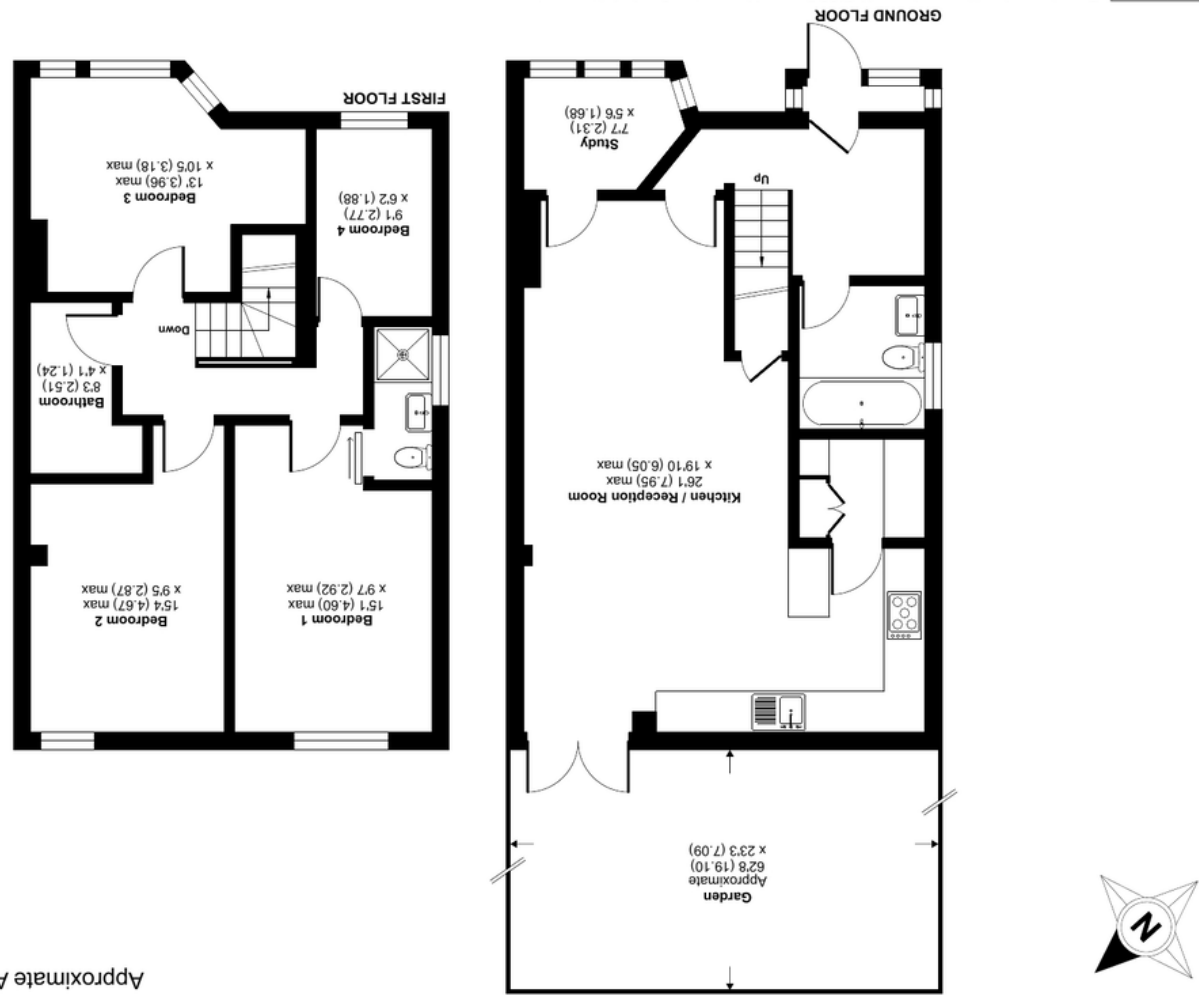 Approximate A
Garden
Approximate
62'8 (19.10)
x 23'3 (7.09)
N
Kitchen / Reception Room
26'1 (7.95) max
x 19'10 (6.05) max
Up
Study
7'7 (2.31)
x 5'6 (1.68)
GROUND FLOOR
Bedroom 1
15'1 (4.60) max
x 9'7 (2.92) max
Bedroom 2
15'4 (4.67) max
x 9'5 (2.87) max
Bathroom
8'3 (2.51)
x 4'1 (1.24)
Down
Bedroom 4
9'1 (2.77)
x 6'2 (1.88)
Bedroom 3
13' (3.96) max
x 10'5 (3.18) max
FIRST FLOOR